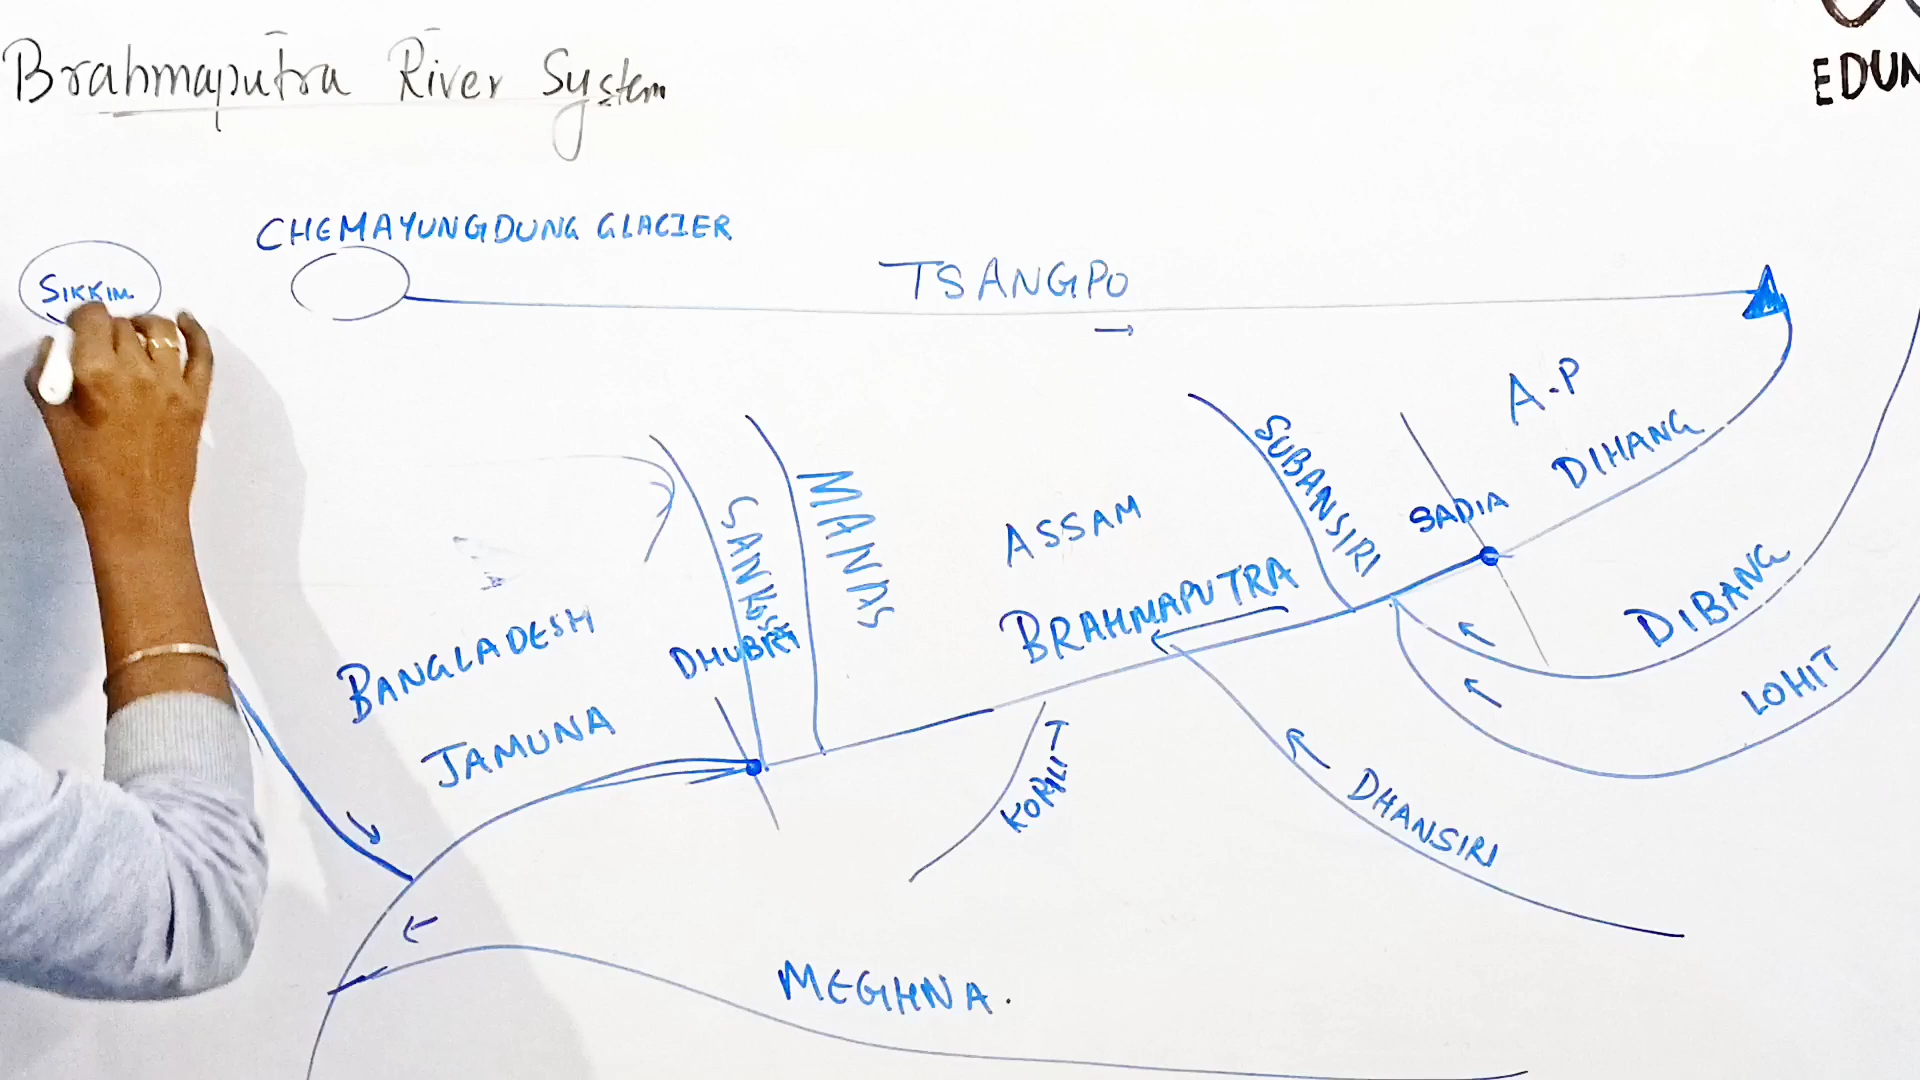 Brahmaputra River System
EDUN
CHEMAYUNGDUNG GLACIER
SIKKIM
TSANGPO
A.P
DIHANG
SUBANSIRI
SADIA
MANAS
SANKOSH
ASSAM
BRAHMAPUTRA
DIBANG
LOHIT
BANGLADESH
DHUBRI
JAMUNA
KOPILI
DHANSIRI
MEGHNA.